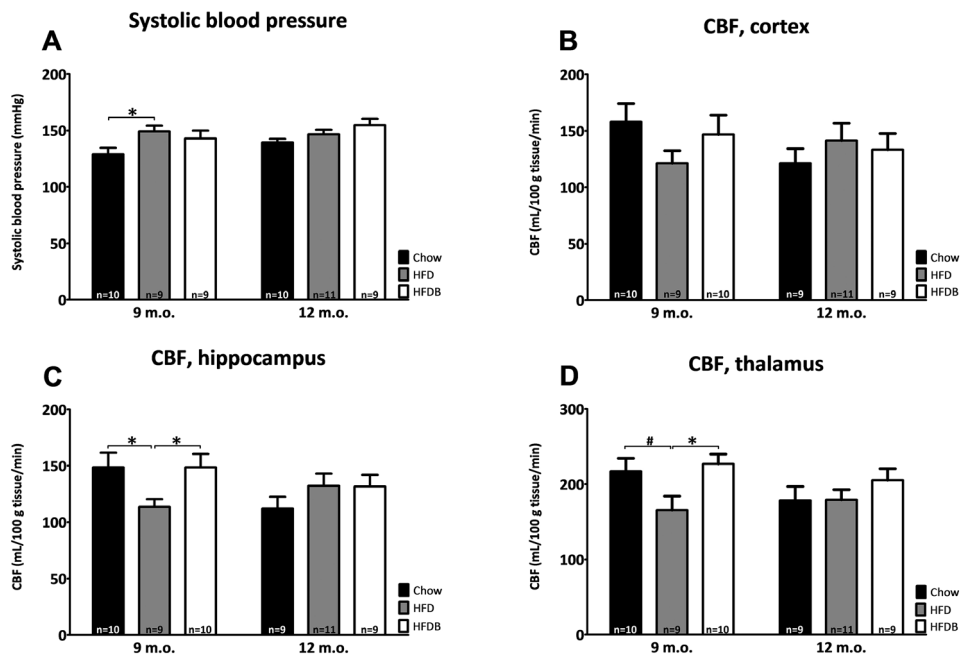 Systolic blood pressure
A
200
150
100
50
0
Systolic blood pressure (mmHg)
*
n=10 n=9 n=9 n=10 n=11 n=9
9 m.o. 12 m.o.
Chow
HFD
HFDB
CBF, cortex
B
200
150
100
50
0
CBF (mL/100 g tissue/min)
n=10 n=9 n=10 n=9 n=11 n=9
9 m.o. 12 m.o.
Chow
HFD
HFDB
CBF, hippocampus
C
200
150
100
50
0
CBF (mL/100 g tissue/min)
* *
n=10 n=9 n=10 n=9 n=11 n=9
9 m.o. 12 m.o.
Chow
HFD
HFDB
CBF, thalamus
D
300
200
100
0
CBF (mL/100 g tissue/min)
# *
n=10 n=9 n=10 n=9 n=11 n=9
9 m.o. 12 m.o.
Chow
HFD
HFDB